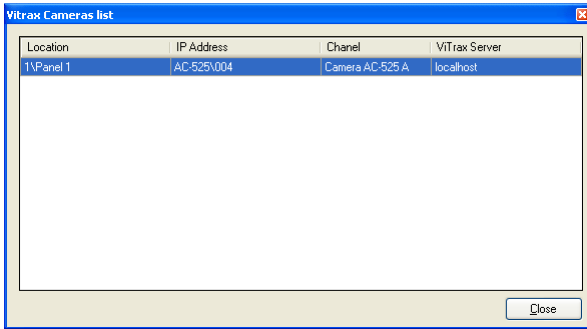 Vitrax Cameras list
Location IP Address Chanel ViTrax Server
1\Panel 1 AC-525\004 Camera AC-525 A localhost
Close